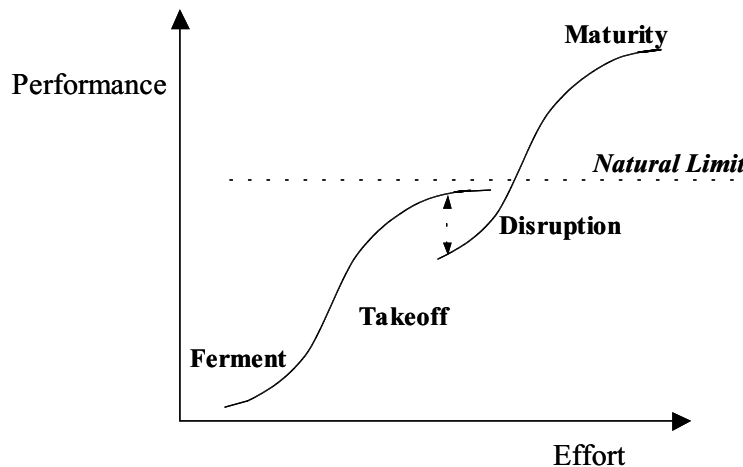 Maturity
Performance
Natural Limit
Disruption
Takeoff
Ferment
Effort